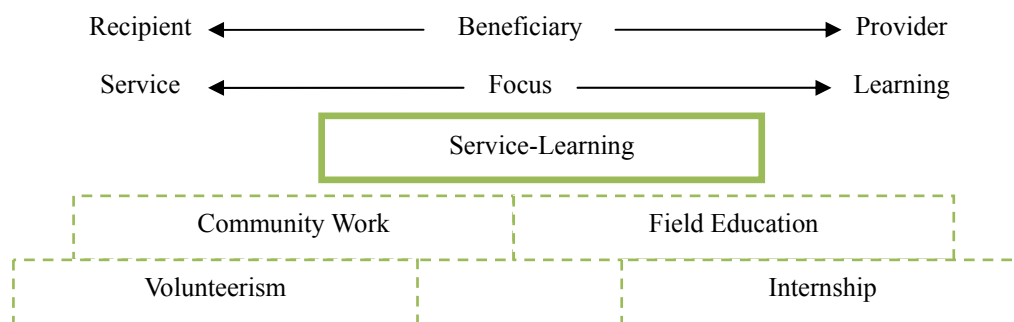 Recipient Beneficiary Provider
Service Focus Learning
Service-Learning
Community Work Field Education
Volunteerism Internship